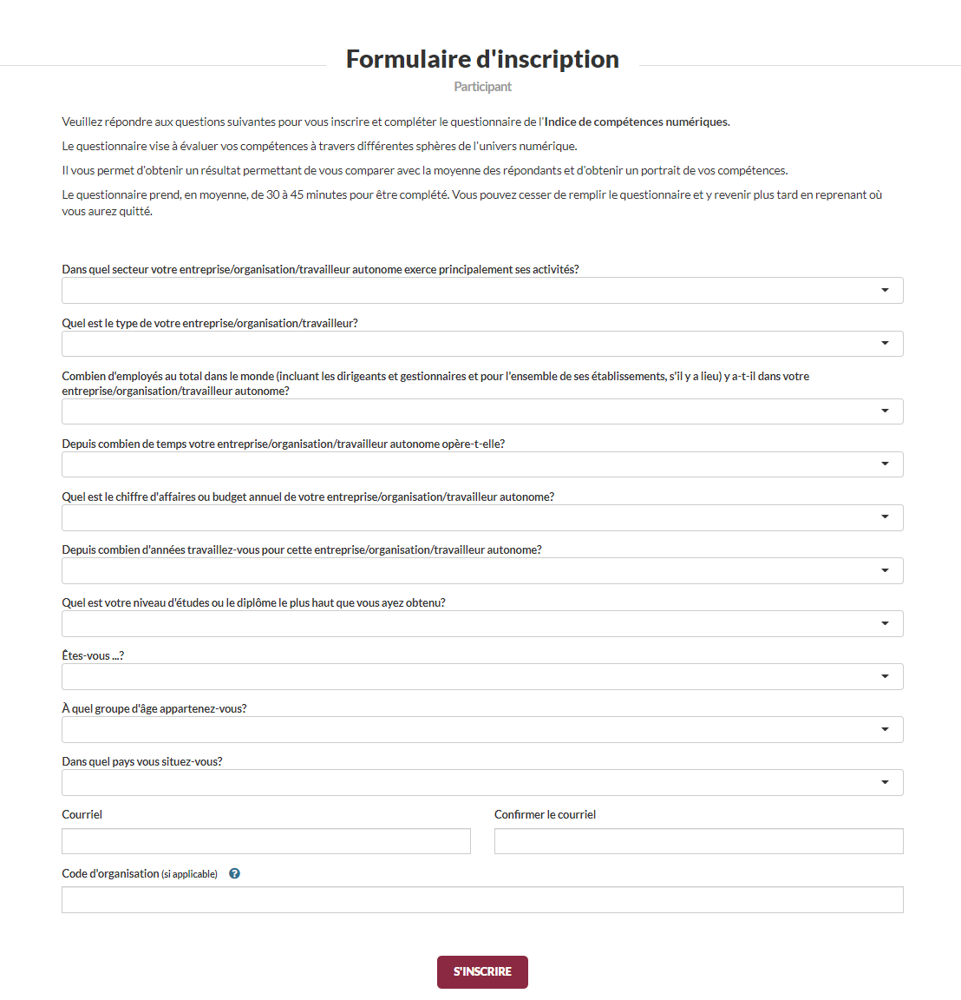 Formulaire d'inscription
Participant
Veuillez répondre aux questions suivantes pour vous inscrire et compléter le questionnaire de l'Indice de compétences numériques.
Le questionnaire vise à évaluer vos compétences à travers différentes sphères de l'univers numérique.
Il vous permet d'obtenir un résultat permettant de vous comparer avec la moyenne des répondants et d'obtenir un portrait de vos compétences.
Le questionnaire prend, en moyenne, de 30 à 45 minutes pour être complété. Vous pouvez cesser de remplir le questionnaire et y revenir plus tard en reprenant où
vous aurez quitté.
Dans quel secteur votre entreprise/organisation/travailleur autonome exerce principalement ses activités?
Quel est le type de votre entreprise/organisation/travailleur?
Combien d'employés au total dans le monde (incluant les dirigeants et gestionnaires et pour l'ensemble de ses établissements, s'il y a lieu) y a-t-il dans votre
entreprise/organisation/travailleur autonome?
Depuis combien de temps votre entreprise/organisation/travailleur autonome opère-t-elle?
Quel est le chiffre d'affaires ou budget annuel de votre entreprise/organisation/travailleur autonome?
Depuis combien d'années travaillez-vous pour cette entreprise/organisation/travailleur autonome?
Quel est votre niveau d'études ou le diplôme le plus haut que vous ayez obtenu?
Êtes-vous ...?
À quel groupe d'âge appartenez-vous?
Dans quel pays vous situez-vous?
Courriel
Confirmer le courriel
Code d'organisation (si applicable) ?
S'INSCRIRE